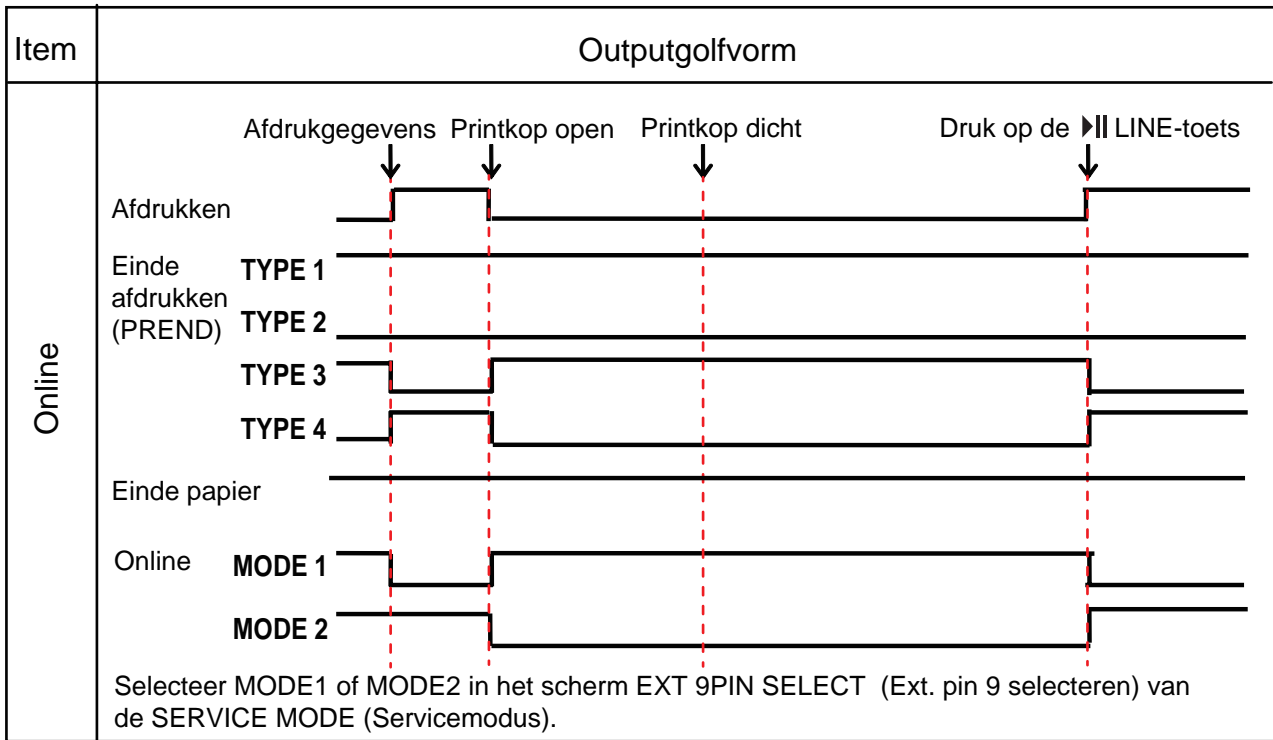 Item
Outputgolfvorm
Online
Afdrukgegevens Printkop open Printkop dicht Druk op de LINE-toets
Afdrukken
Einde
afdrukken
(PREND)
TYPE 1
TYPE 2
TYPE 3
TYPE 4
Einde papier
Online MODE 1
MODE 2
Selecteer MODE1 of MODE2 in het scherm EXT 9PIN SELECT (Ext. pin 9 selecteren) van
de SERVICE MODE (Servicemodus).